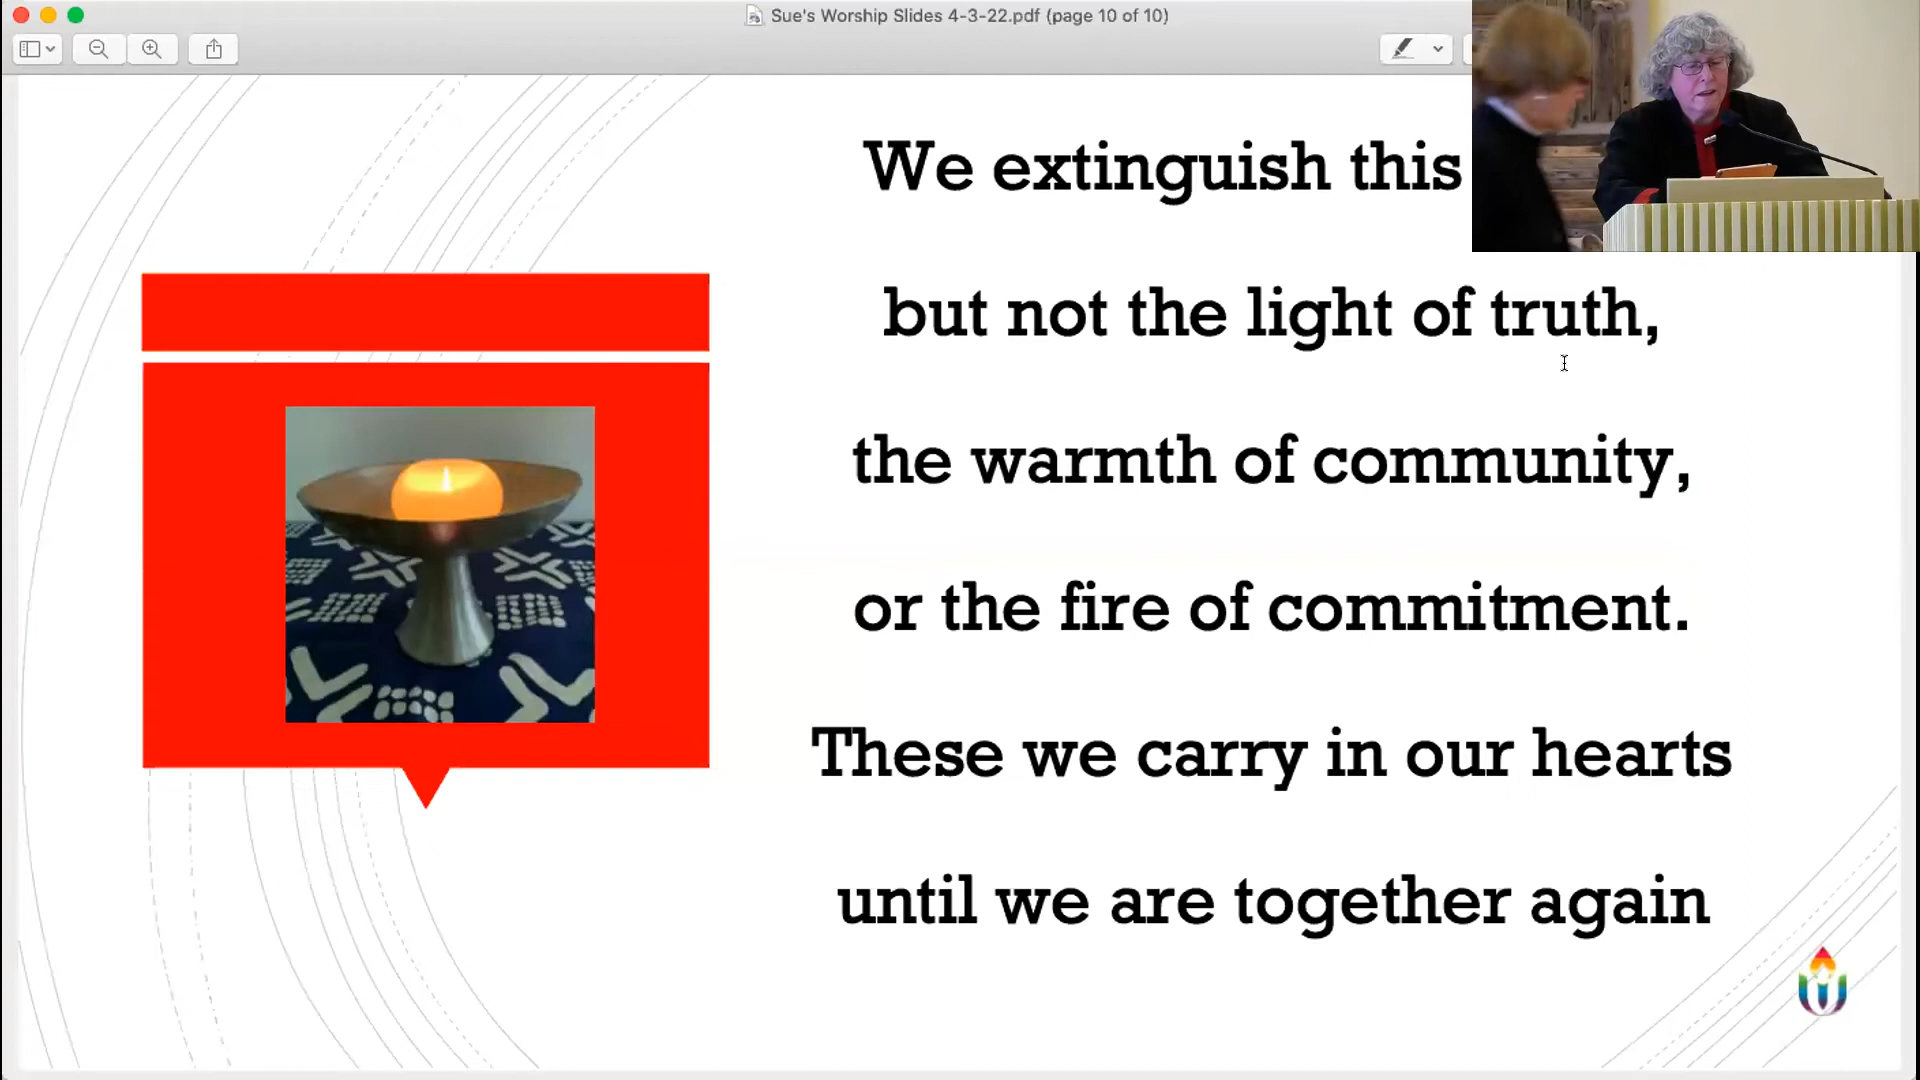 Sue's Worship Slides 4-3-22.pdf (page 10 of 10)
We extinguish this
but not the light of truth,
the warmth of community,
or the fire of commitment.
These we carry in our hearts
until we are together again